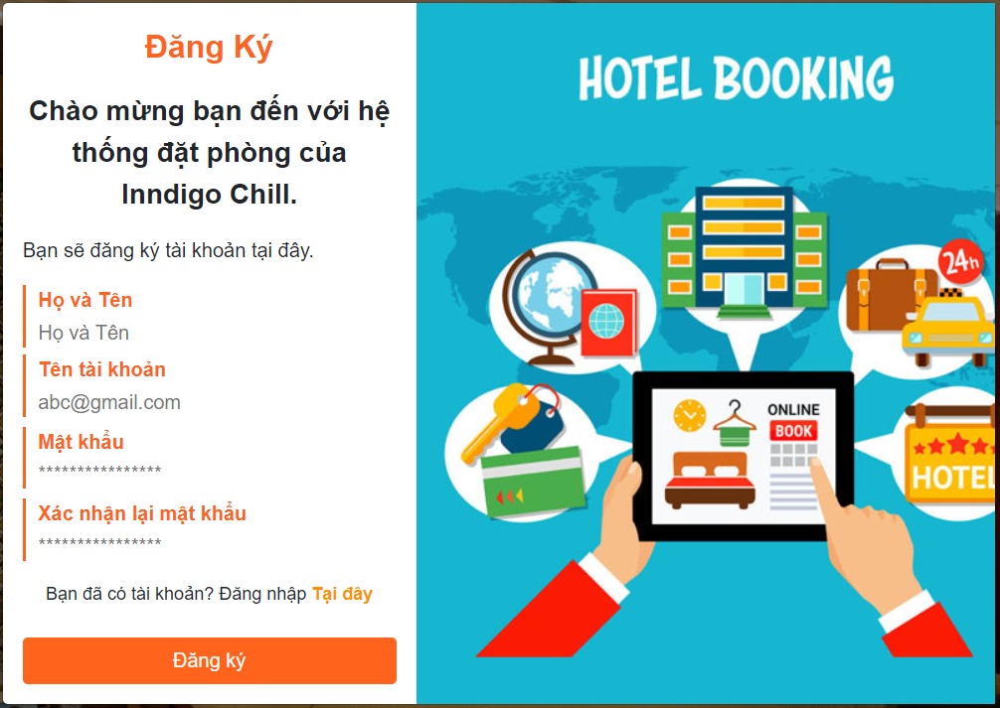 Đăng Ký
Chào mừng bạn đến với hệ
thống đặt phòng của
Inndigo Chill.
Bạn sẽ đăng ký tài khoản tại đây.
Họ và Tên
Họ và Tên
Tên tài khoản
abc@gmail.com
Mật khẩu
****************
Xác nhận lại mật khẩu
****************
Bạn đã có tài khoản? Đăng nhập Tại đây
Đăng ký
HOTEL BOOKING
24h
ONLINE
BOOK
HOTEL